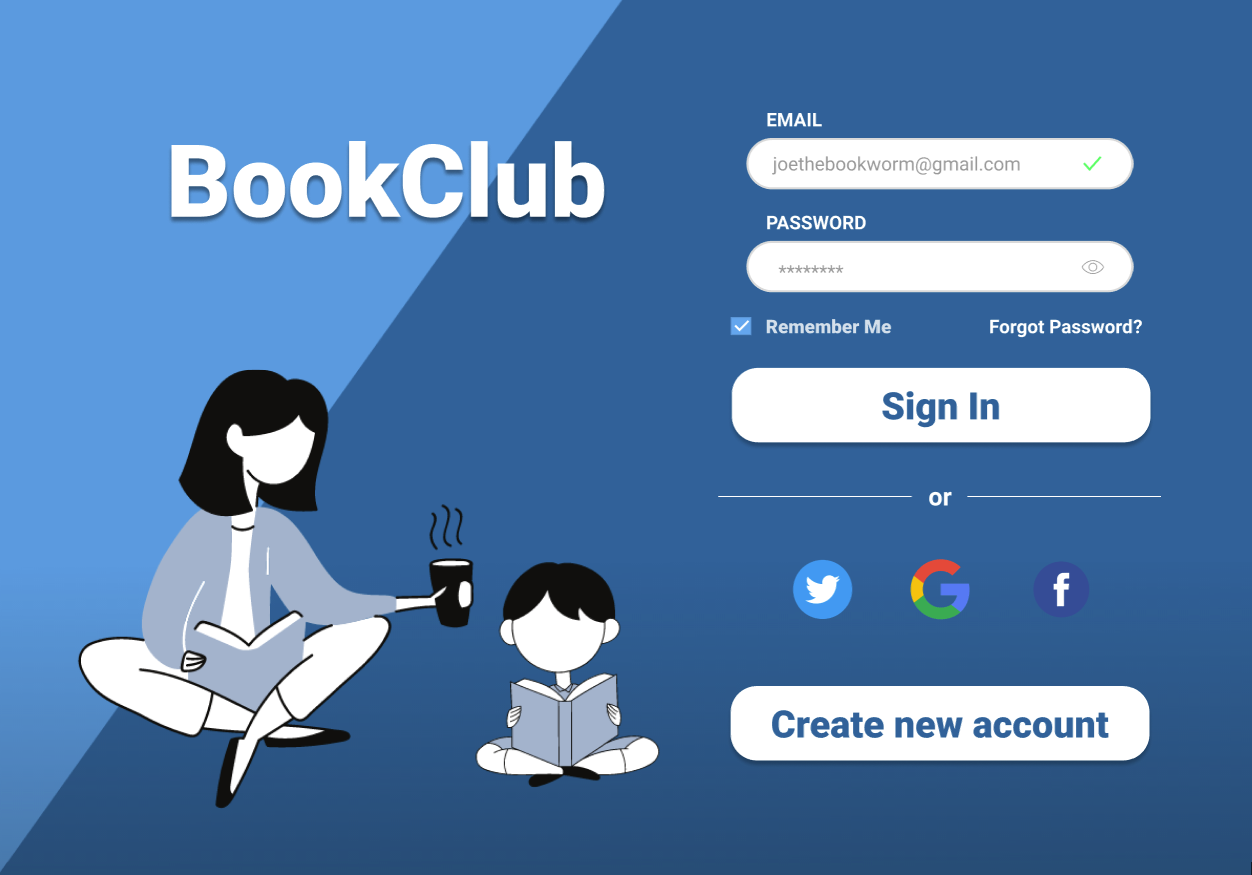 BookClub
EMAIL
joethebookworm@gmail.com
PASSWORD
********
Remember Me
Forgot Password?
Sign In
or
Create new account